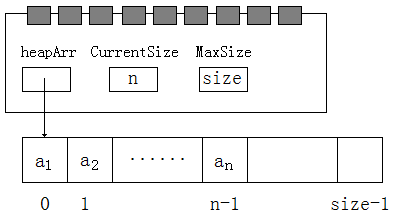 heapArr CurrentSize MaxSize
n size
a1 a2 ······ an
0 1 n-1 size-1